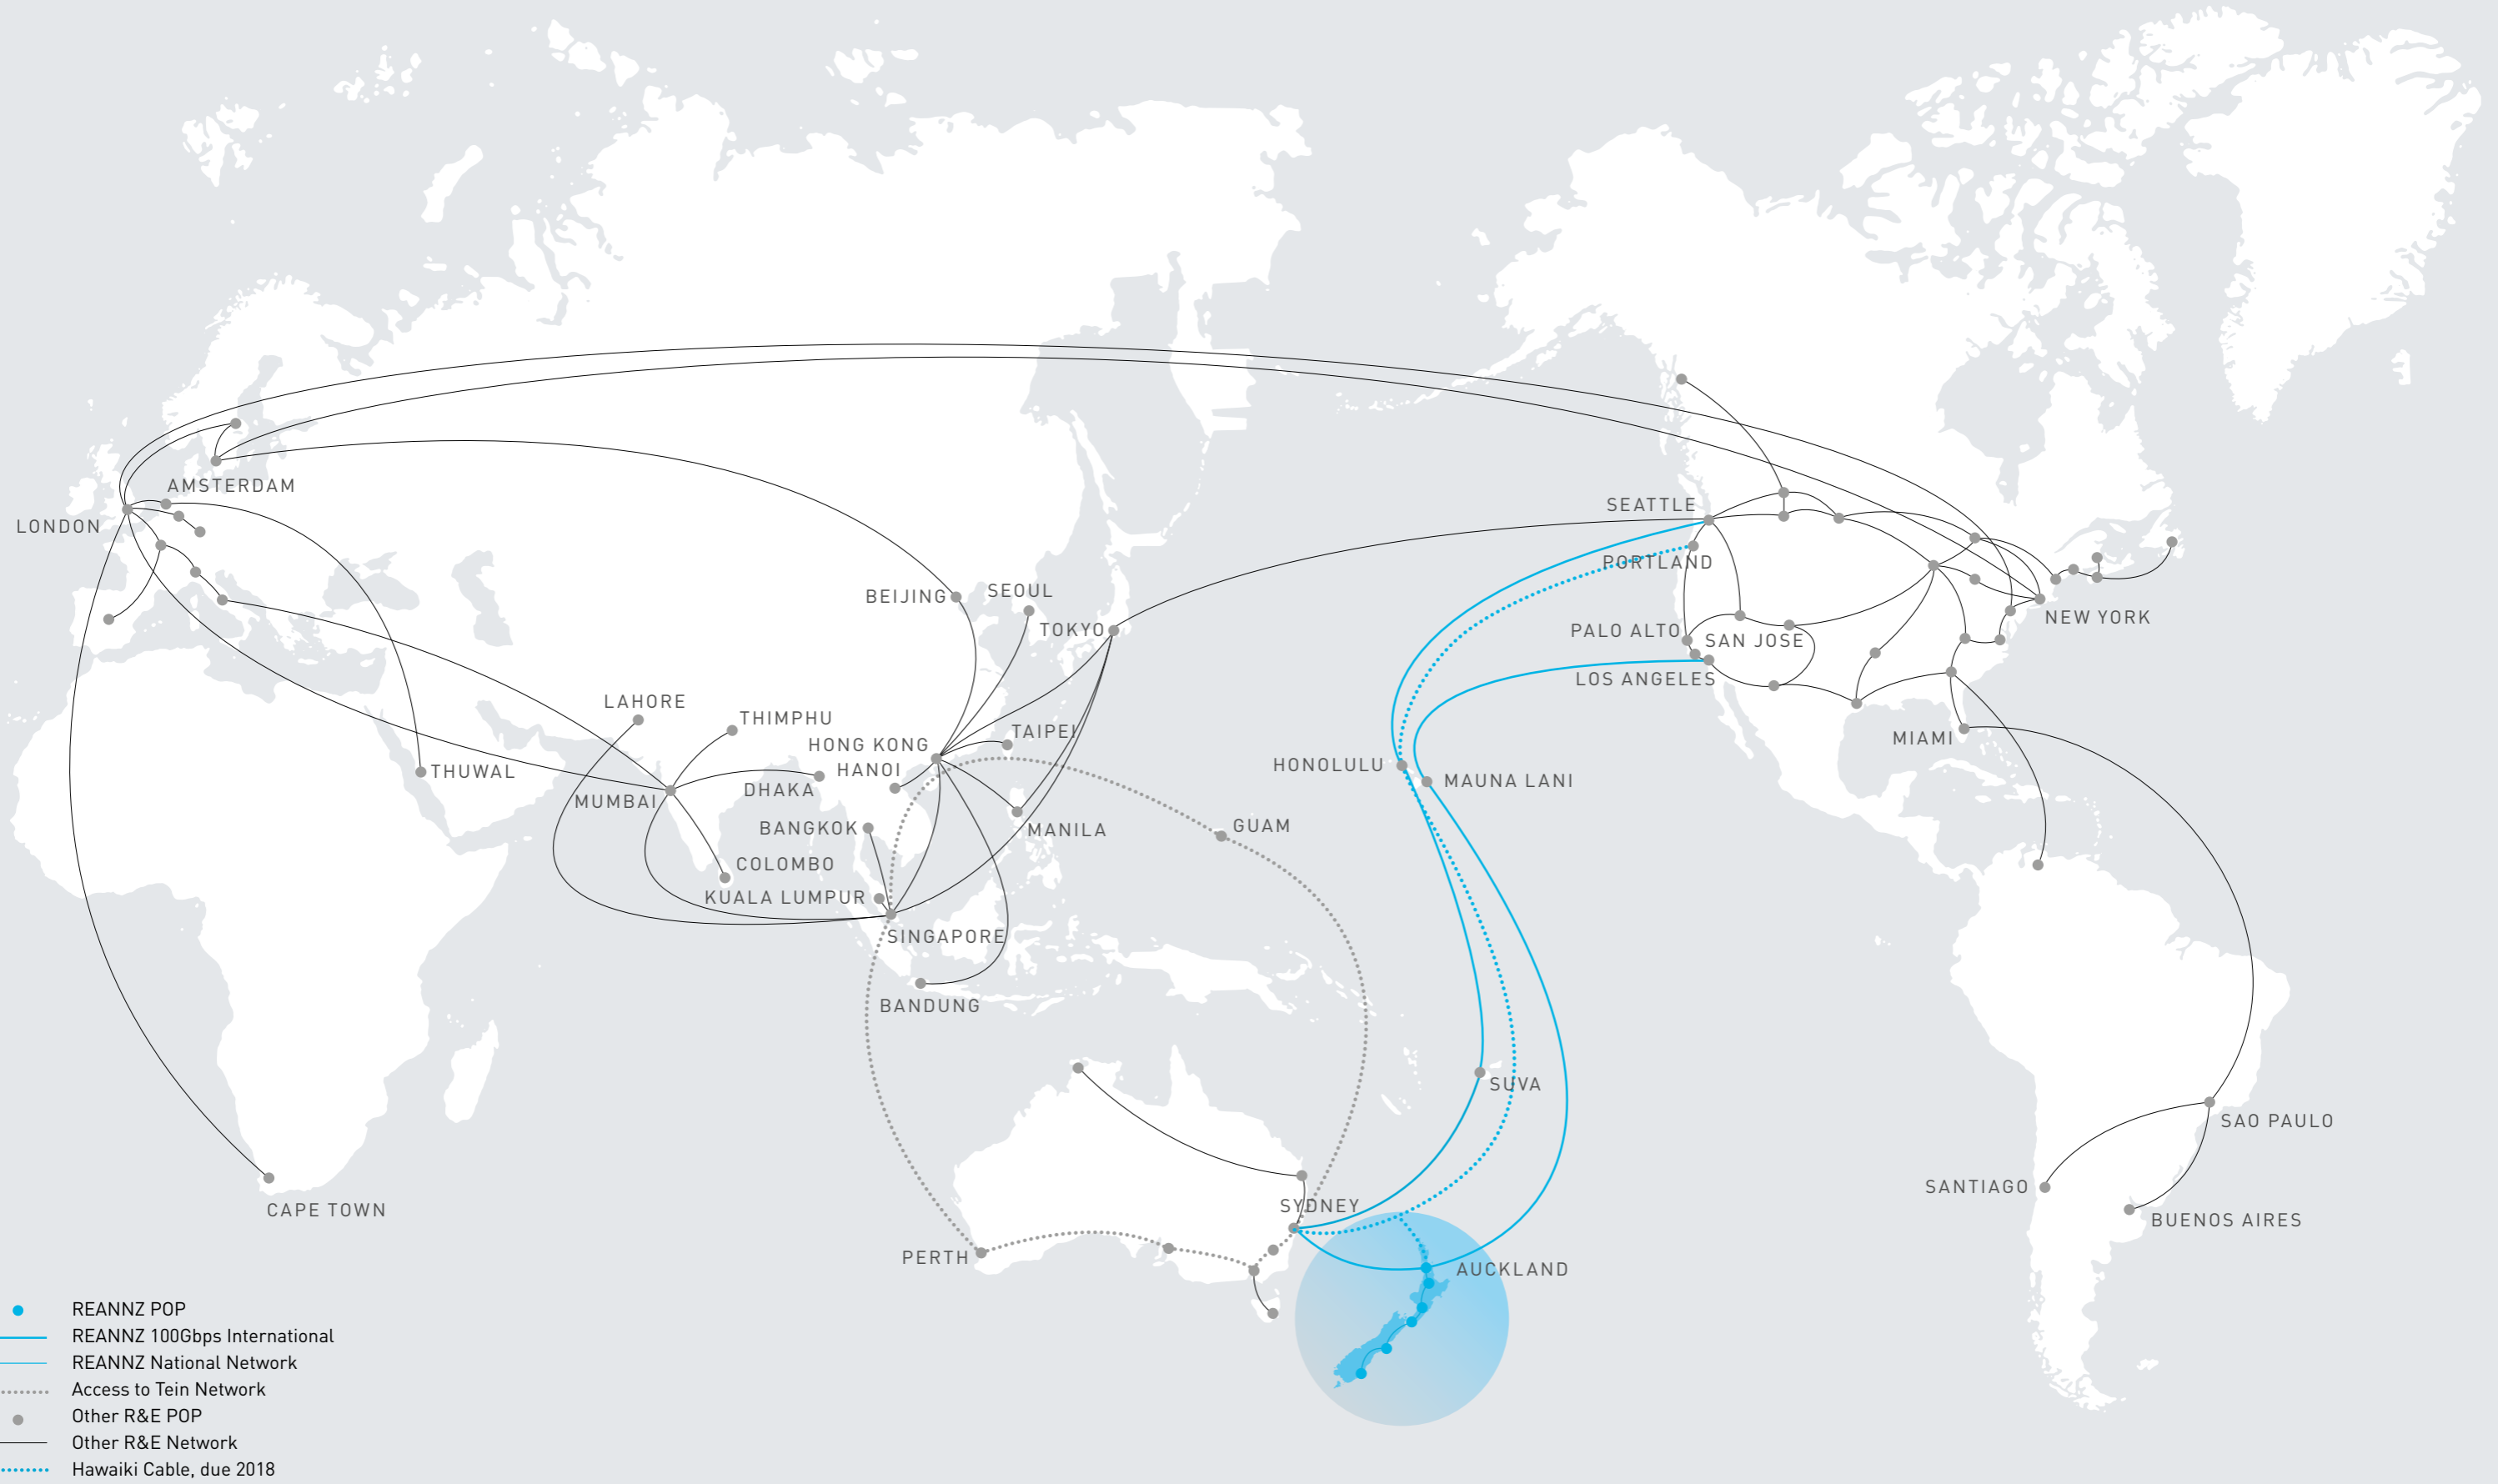 AMSTERDAM
LONDON
SEATTLE
PORTLAND
BEIJING
SEOUL
TOKYO
NEW YORK
PALO ALTO
SAN JOSE
LOS ANGELES
LAHORE
THIMPHU
HONG KONG
TAIPEI
MIAMI
THUWAL
HANOI
HONOLULU
MAUNA LANI
MUMBAI
DHAKA
BANGKOK
MANILA
GUAM
COLOMBO
KUALA LUMPUR
SINGAPORE
BANDUNG
SUVA
SAO PAULO
SANTIAGO
CAPE TOWN
SYDNEY
BUENOS AIRES
PERTH
AUCKLAND
REANNZ POP
REANNZ 100Gbps International
REANNZ National Network
Access to Tein Network
Other R&E POP
Other R&E Network
Hawaiki Cable, due 2018